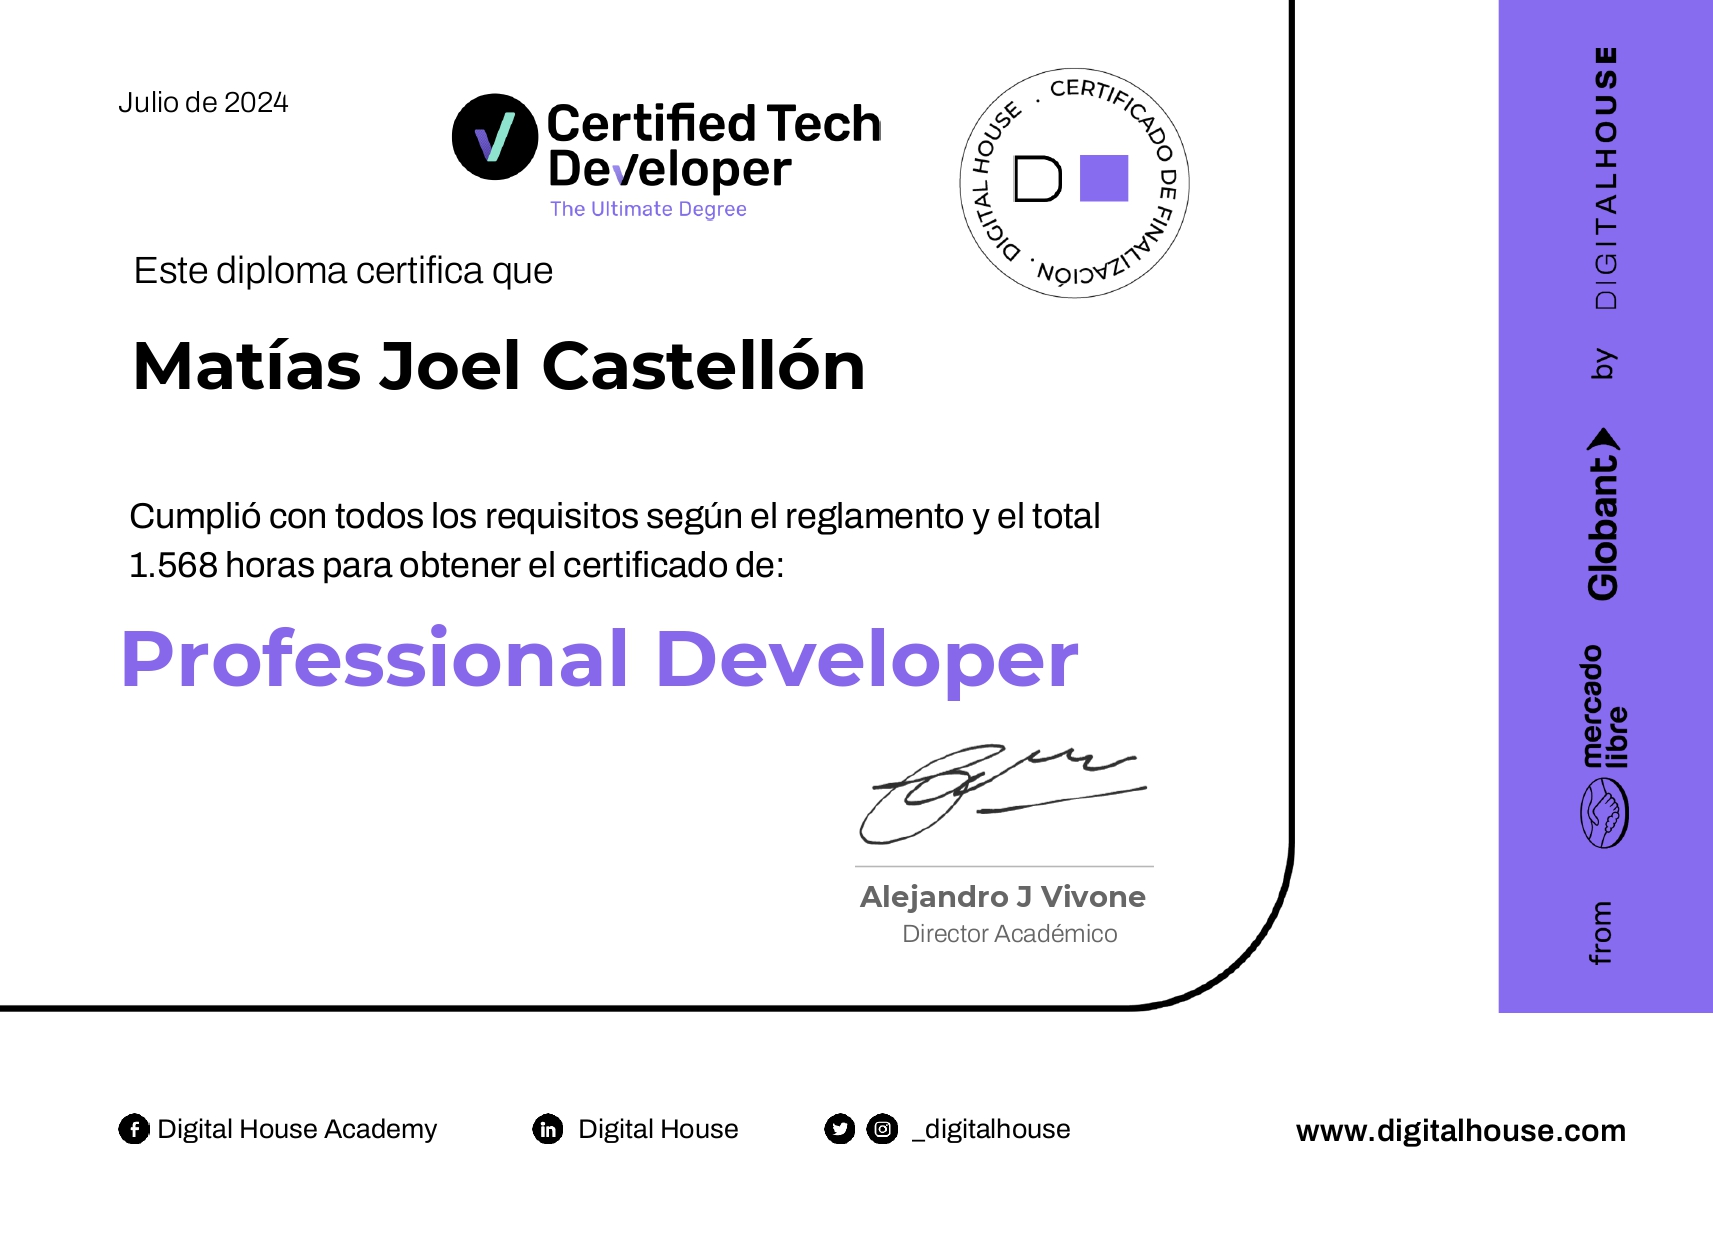 Julio de 2024
Certified Tech
Developer
The Ultimate Degree
CERTIFICADO DE FINALIZACIÓN · DIGITAL HOUSE ·
D
Este diploma certifica que
Matías Joel Castellón
Cumplió con todos los requisitos según el reglamento y el total
1.568 horas para obtener el certificado de:
Professional Developer
Alejandro J Vivone
Director Académico
from
mercado
libre
Globant
by
DIGITALHOUSE
Digital House Academy
Digital House
_digitalhouse
www.digitalhouse.com